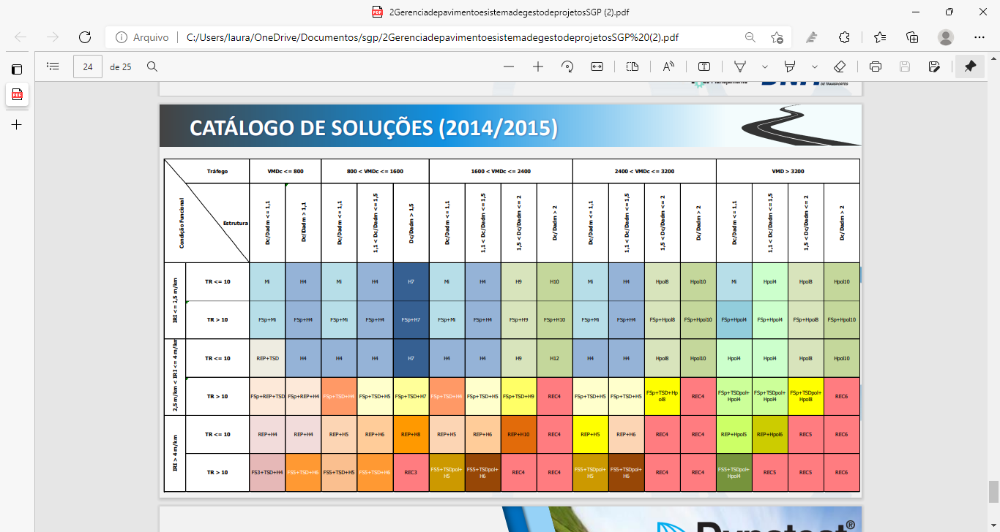 2GerenciadepavimentoesistemadegestodeprojetosSGP (2).pdf
Arquivo
C:/Users/laura/OneDrive/Documentos/sgp/2GerenciadepavimentoesistemadegestodeprojetosSGP%20(2).pdf
24 de 25
CATÁLOGO DE SOLUÇÕES (2014/2015)
Tráfego VMDc <= 800 800 < VMDc <= 1600 1600 < VMDc <= 2400 2400 < VMDc <= 3200 VMD > 3200
Condição Funcional Estrutura Dc/Dadm <= 1,1 Dc/Dadm > 1,1 Dc/Dadm <= 1,1 1,1 < Dc/Dadm <= 1,5 Dc/Dadm > 1,5 Dc/Dadm <= 1,1 1,1 < Dc/Dadm <= 1,5 1,5 < Dc/Dadm <= 2 Dc/ Dadm > 2 Dc/Dadm <= 1,1 1,1 < Dc/Dadm <= 1,5 1,5 < Dc/Dadm <= 2 Dc/ Dadm > 2 Dc/Dadm <= 1,1 1,1 < Dc/Dadm <= 1,5 1,5 < Dc/Dadm <= 2 Dc/ Dadm > 2
IRI <= 2,5 m/km
TR <= 10 Mi H4 Mi H4 H7 Mi H4 H9 H10 Mi H4 Hpol8 Hpol10 Mi Hpol4 Hpol8 Hpol10
TR > 10 FSp+Mi FSp+H4 FSp+Mi FSp+H4 FSp+H7 FSp+Mi FSp+H4 FSp+H9 FSp+H10 FSp+Mi FSp+H4 FSp+Hpol8 FSp+Hpol10 FSp+Hpol4 FSp+Hpol4 FSp+Hpol8 FSp+Hpol10
2,5 m/km < IRI <= 4 m/km
TR <= 10 REP+TSD H4 H4 H4 H7 H4 H4 H9 H12 H4 H4 Hpol8 Hpol10 Hpol4 Hpol4 Hpol8 Hpol10
TR > 10 FSp+REP+TSD FSp+REP+H4 FSp+TSD+H4 FSp+TSD+H5 FSp+TSD+H7 FSp+TSD+H4 FSp+TSD+H5 FSp+TSD+H9 REC4 FSp+TSD+H5 FSp+TSD+H5 FSp+TSD+Hpol8 REC4 FSp+TSDpol+Hpol4 FSp+TSDpol+Hpol4 FSp+TSDpol+Hpol8 REC6
IRI > 4 m/km
TR <= 10 REP+H4 REP+H4 REP+H5 REP+H6 REP+H8 REP+H5 REP+H6 REP+H10 REC4 REP+H5 REP+H6 REC4 REC4 REP+Hpol5 REP+Hpol6 REC5 REC6
TR > 10 FS3+TSD+H4 FS5+TSD+H6 FS5+TSD+H5 FS5+TSD+H6 REC3 FS5+TSDpol+H5 FS5+TSDpol+H6 REC4 REC4 FS5+TSDpol+H5 FS5+TSDpol+H6 REC4 REC4 FS5+TSDpol+Hpol4 REC5 REC5 REC6